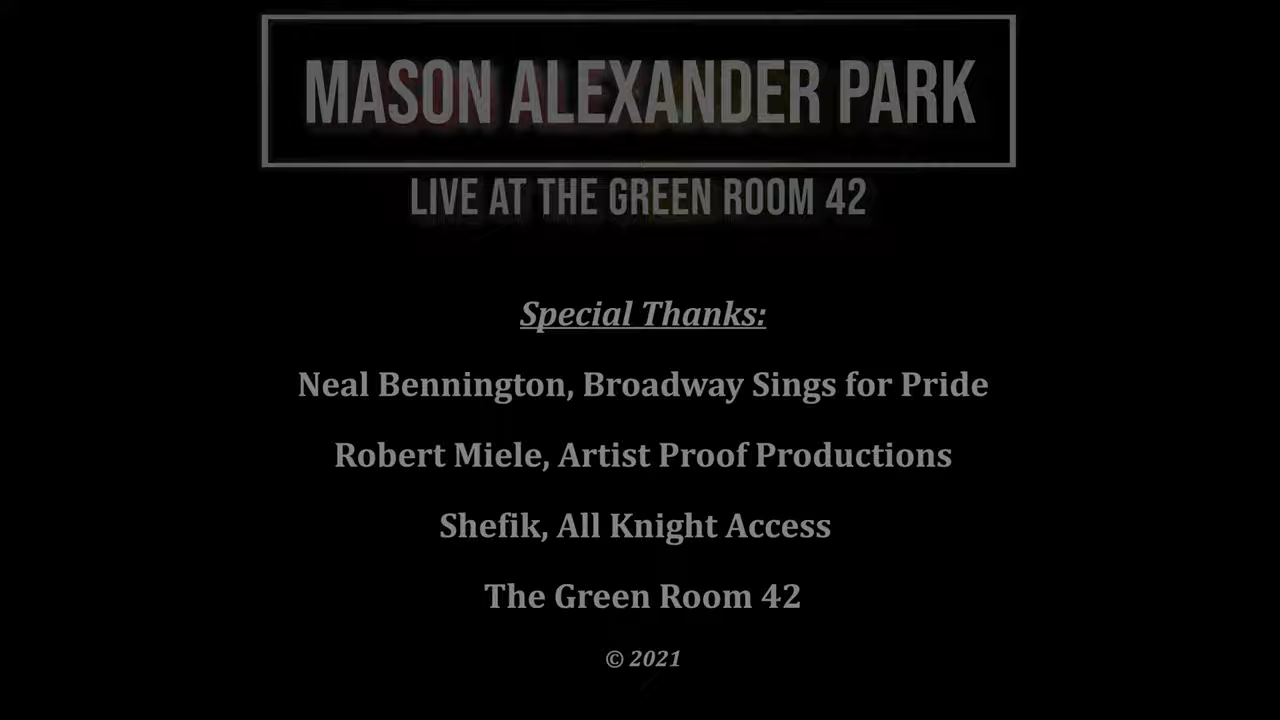 MASON ALEXANDER PARK
LIVE AT THE GREEN ROOM 42
Special Thanks:
Neal Bennington, Broadway Sings for Pride
Robert Miele, Artist Proof Productions
Shefik, All Knight Access
The Green Room 42
© 2021